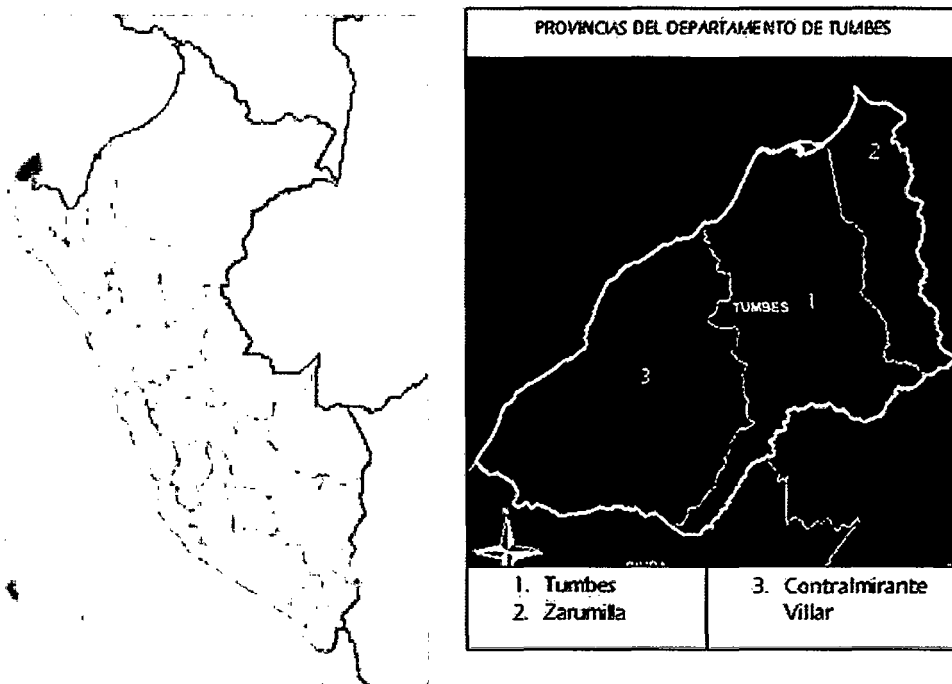 PROVINCIAS DEL DEPARTAMENTO DE TUMBES
2
TUMBES 1
3
1. Tumbes
2. Zarumilla
3. Contralmirante
Villar